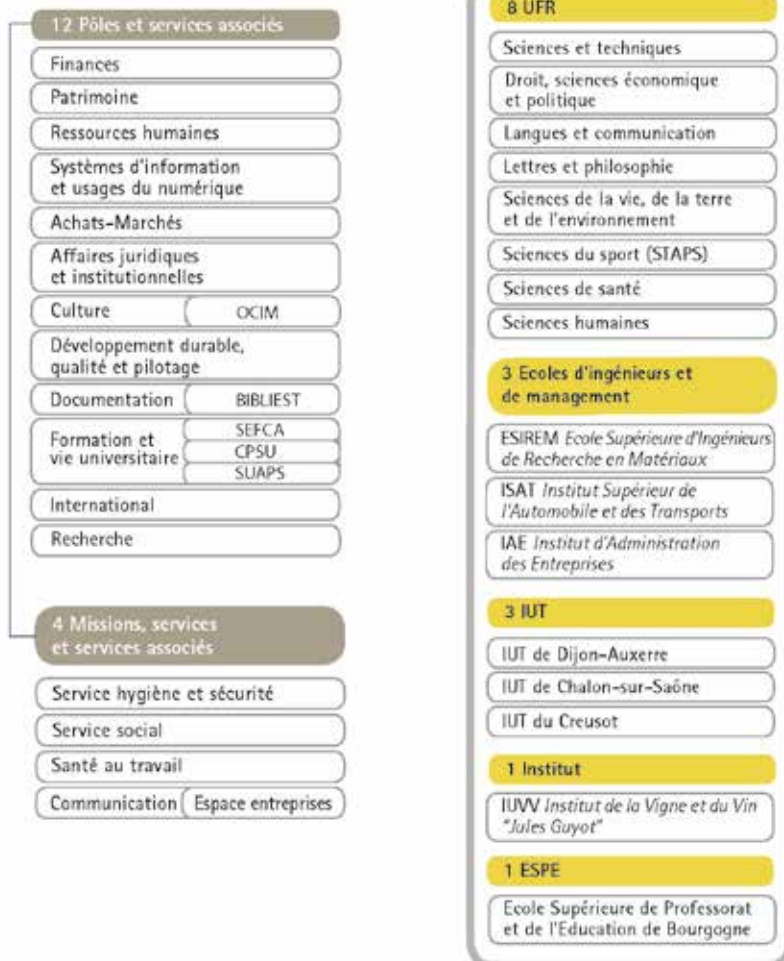 12 Pôles et services associés
Finances
Patrimoine
Ressources humaines
Systèmes d'information
et usages du numérique
Achats-Marchés
Affaires juridiques
et institutionnelles
Culture
OCIM
Développement durable,
qualité et pilotage
Documentation
BIBLIEST
Formation et
vie universitaire
SEFCA
CPSU
SUAPS
International
Recherche
4 Missions, services
et services associés
Service hygiène et sécurité
Service social
Santé au travail
Communication
Espace entreprises
8 UFR
Sciences et techniques
Droit, sciences économique
et politique
Langues et communication
Lettres et philosophie
Sciences de la vie, de la terre
et de l'environnement
Sciences du sport (STAPS)
Sciences de santé
Sciences humaines
3 Ecoles d'ingénieurs et
de management
ESIREM Ecole Supérieure d'Ingénieurs
de Recherche en Matériaux
ISAT Institut Supérieur de
l'Automobile et des Transports
IAE Institut d'Administration
des Entreprises
3 IUT
IUT de Dijon-Auxerre
IUT de Chalon-sur-Saône
IUT du Creusot
1 Institut
IUVV Institut de la Vigne et du Vin
"Jules Guyot"
1 ESPE
Ecole Supérieure de Professorat
et de l'Education de Bourgogne